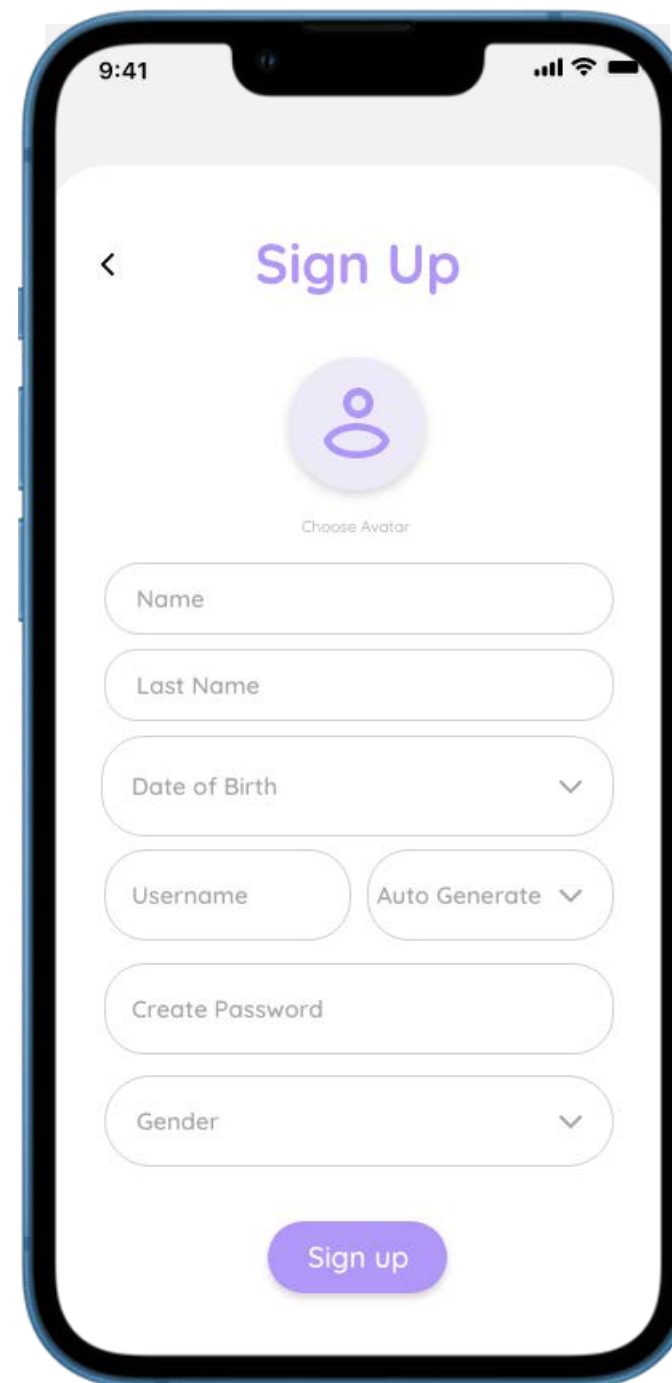 9:41
Sign Up
Choose Avatar
Name
Last Name
Date of Birth
Username Auto Generate
Create Password
Gender
Sign up